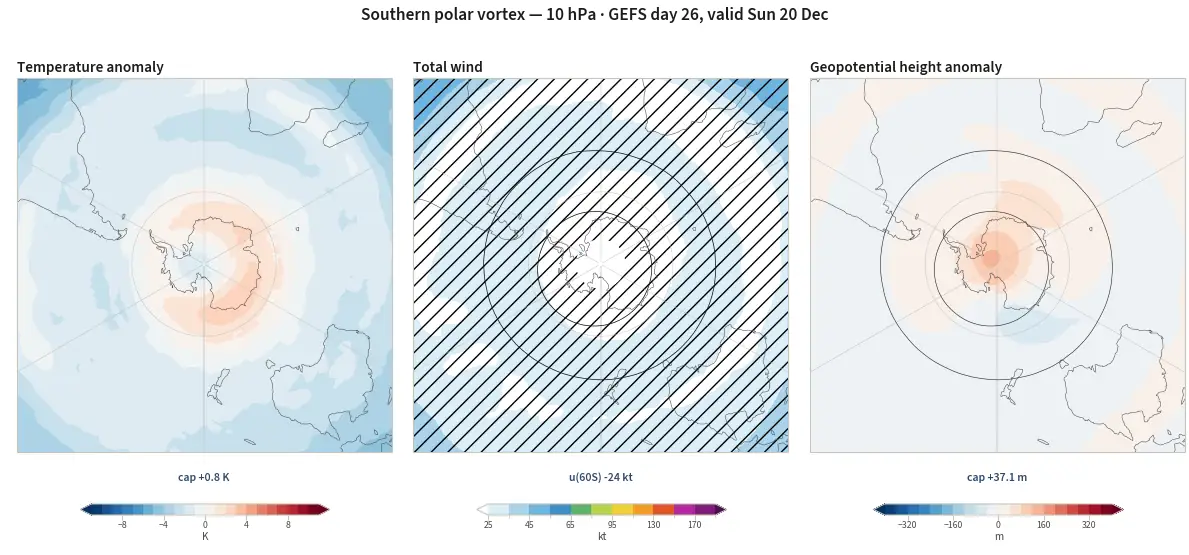 Southern polar vortex — 10 hPa · GEFS day 26, valid Sun 20 Dec
Temperature anomaly
Total wind
Geopotential height anomaly
cap +0.8 K
u(60S) -24 kt
cap +37.1 m
−8 −4 0 4 8
K
25 45 65 95 130 170
kt
−320 −160 0 160 320
m